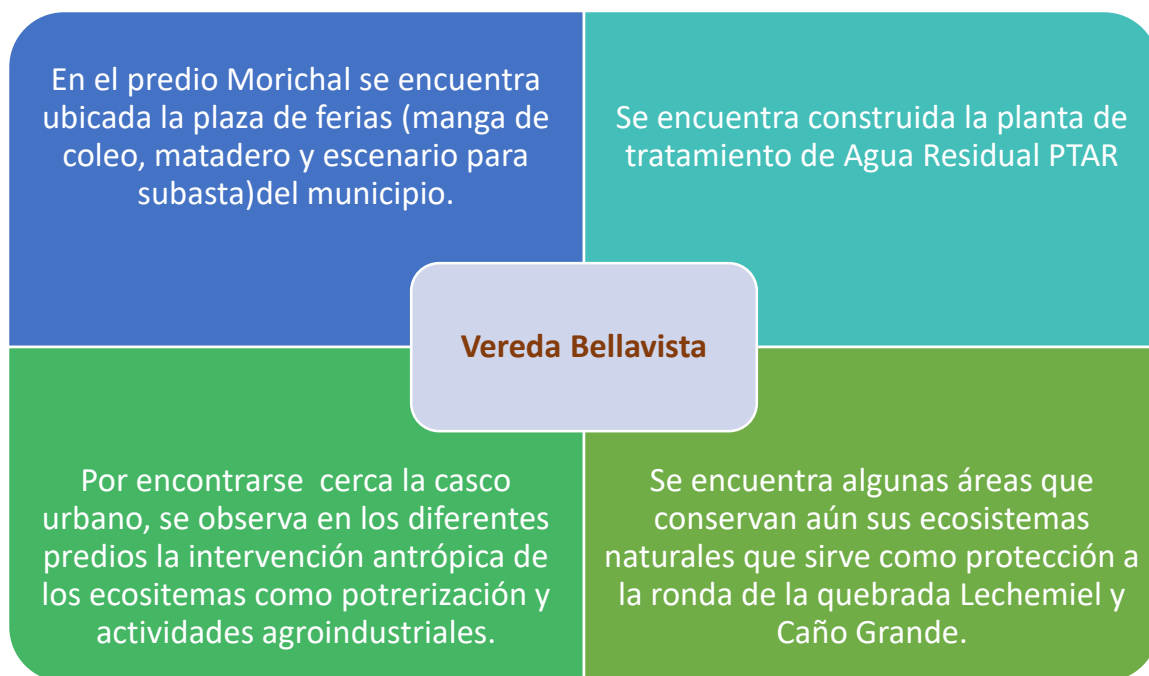 En el predio Morichal se encuentra
ubicada la plaza de ferias (manga de
coleo, matadero y escenario para
subasta)del municipio.
Se encuentra construida la planta de
tratamiento de Agua Residual PTAR
Vereda Bellavista
Por encontrarse  cerca la casco
urbano, se observa en los diferentes
predios la intervención antrópica de
los ecositemas como potrerización y
actividades agroindustriales.
Se encuentra algunas áreas que
conservan aún sus ecosistemas
naturales que sirve como protección a
la ronda de la quebrada Lechemiel y
Caño Grande.